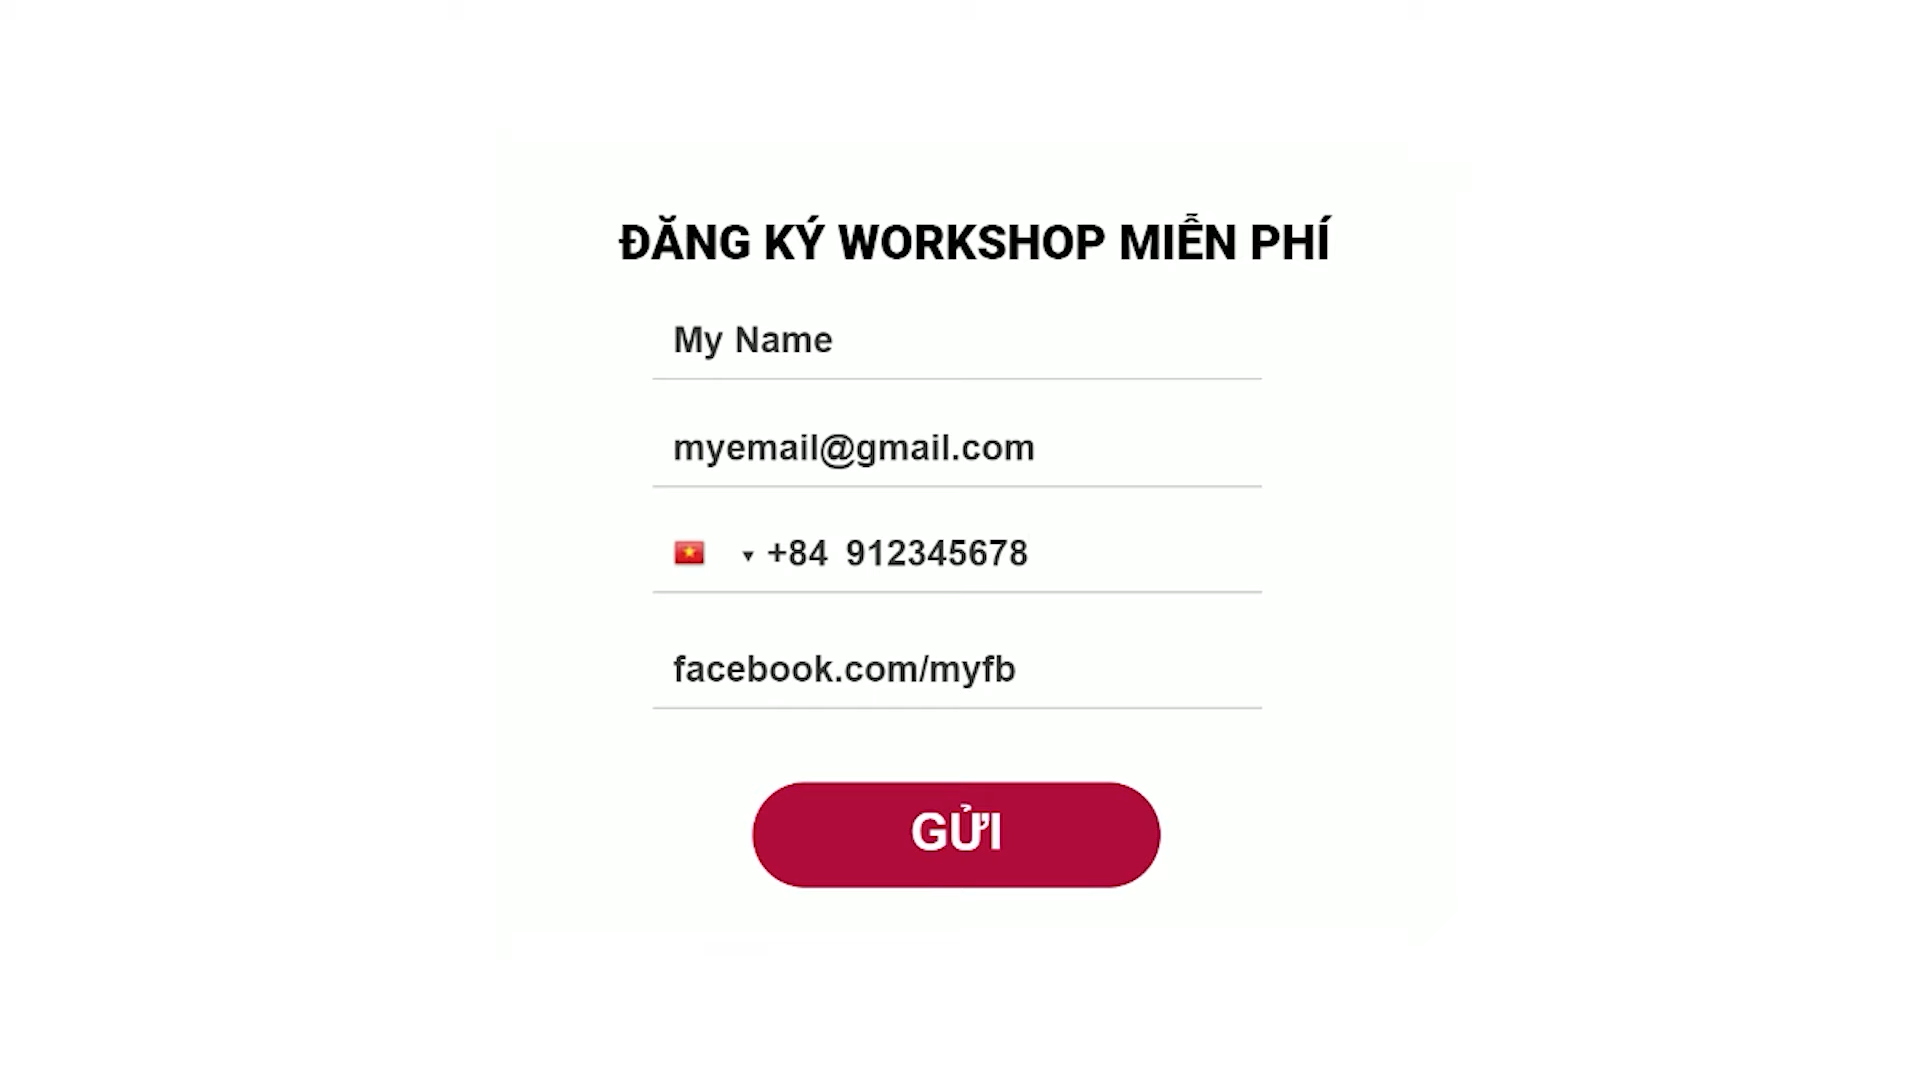 ĐĂNG KÝ WORKSHOP MIỄN PHÍ
My Name
myemail@gmail.com
+84 912345678
facebook.com/myfb
GỬI